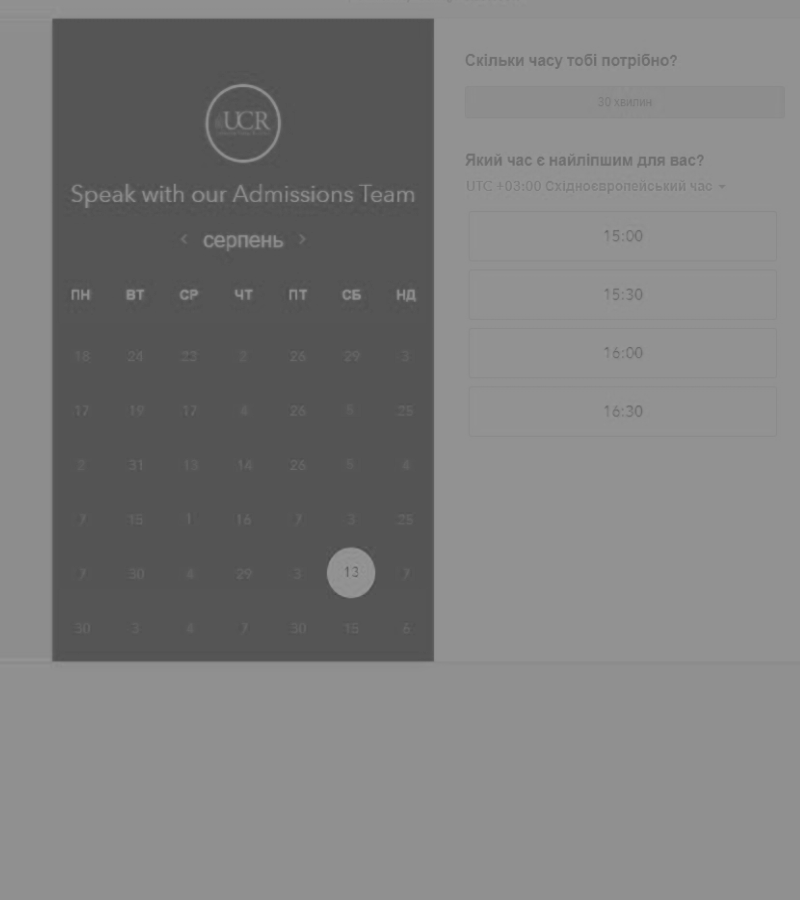 UCR
Speak with our Admissions Team
‹ серпень ›
ПН ВТ СР ЧТ ПТ СБ НД
18 24 23 2 26 29 3
17 19 17 4 26 5 25
2 31 13 14 26 5 4
7 15 1 16 7 3 25
7 30 4 29 3 13 7
30 3 4 7 30 15 6
Скільки часу тобі потрібно?
30 хвилин
Який час є найліпшим для вас?
UTC +03:00 Східноєвропейський час
15:00
15:30
16:00
16:30